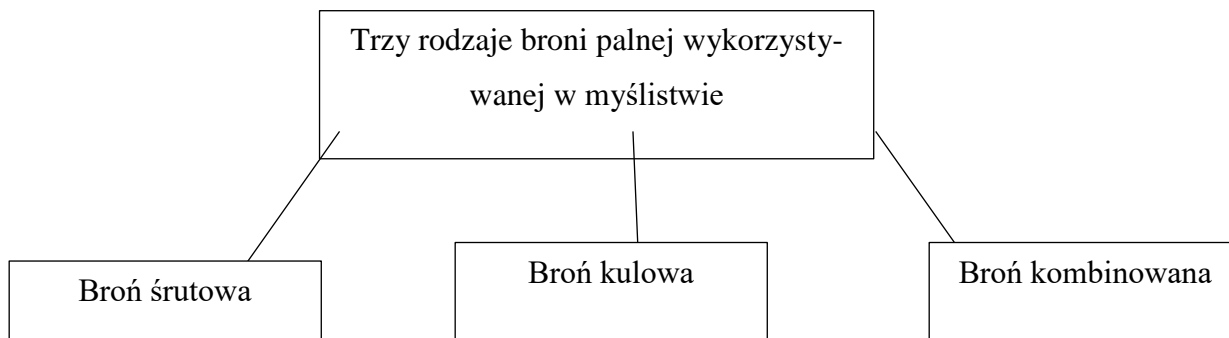 Trzy rodzaje broni palnej wykorzysty-
wanej w myślistwie
Broń śrutowa
Broń kulowa
Broń kombinowana